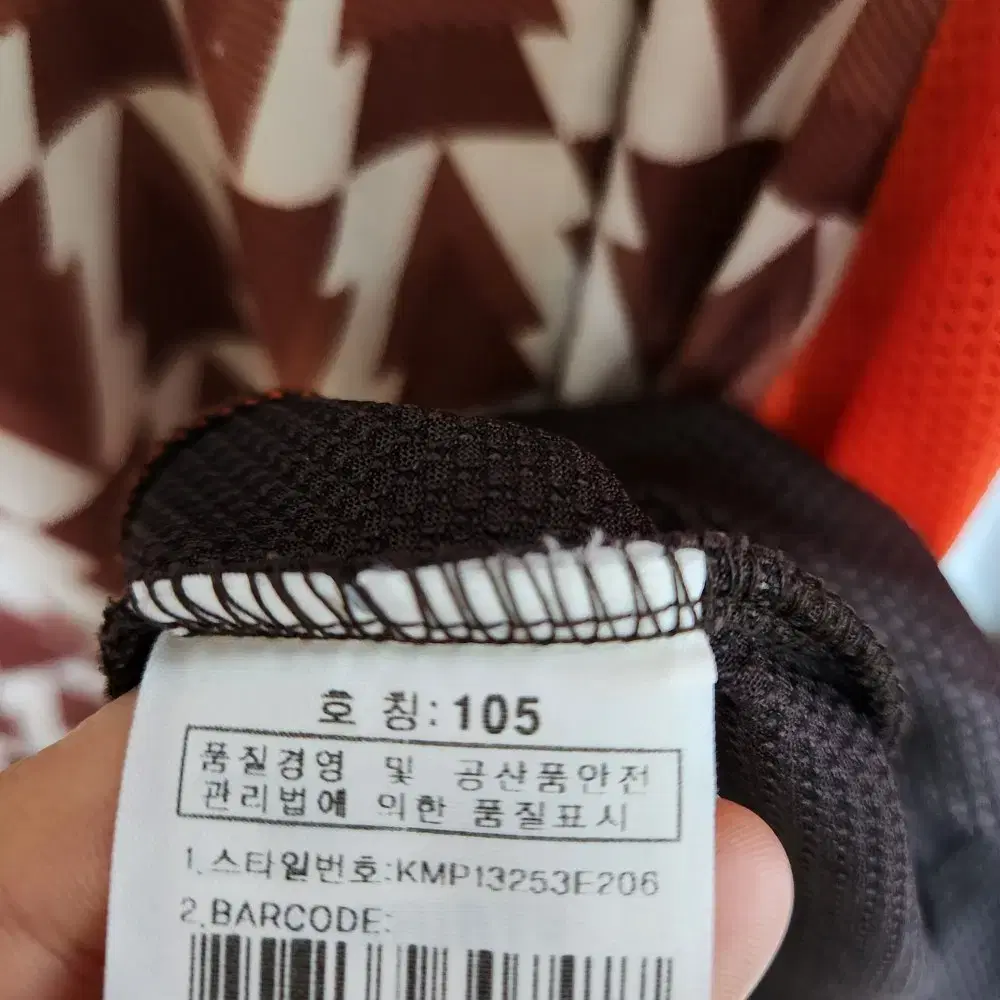 호 칭: 105
품질경영 및 공산품안전
관리법에 의한 품질표시
1.스타일번호:KMP13253E206
2.BARCODE: